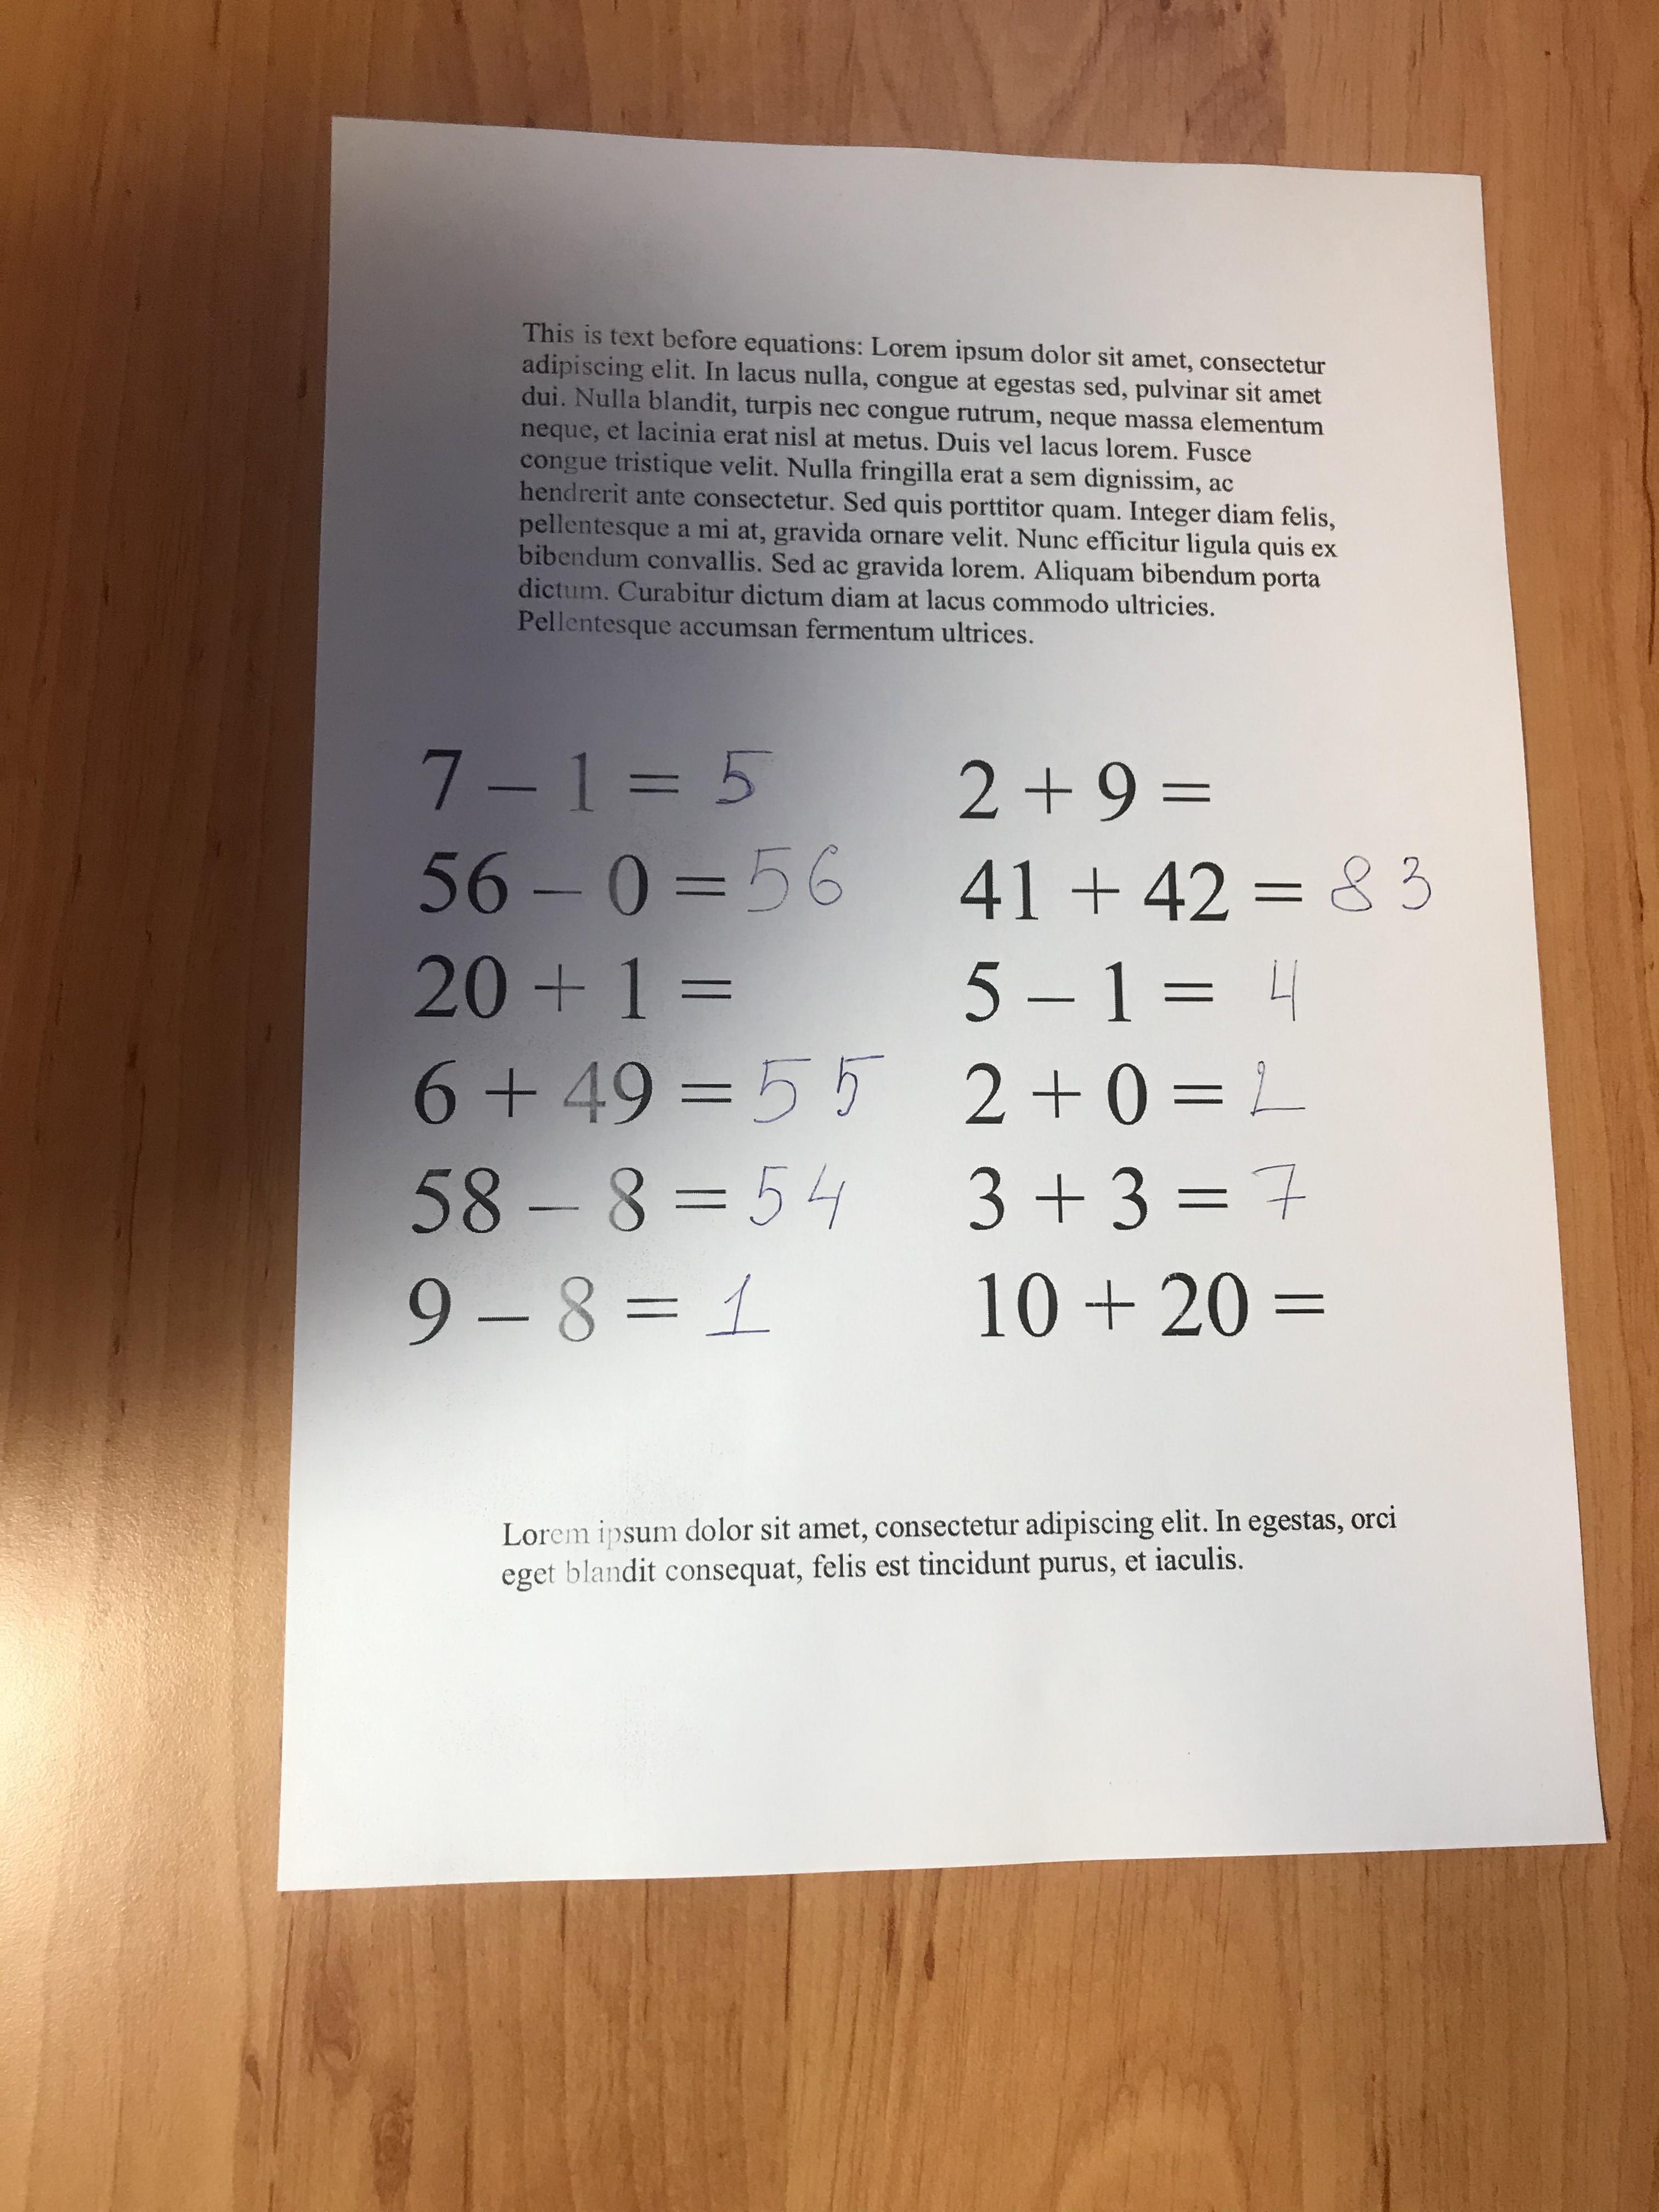 This is text before equations: Lorem ipsum dolor sit amet, consectetur
adipiscing elit. In lacus nulla, congue at egestas sed, pulvinar sit amet
dui. Nulla blandit, turpis nec congue rutrum, neque massa elementum
neque, et lacinia erat nisl at metus. Duis vel lacus lorem. Fusce
congue tristique velit. Nulla fringilla erat a sem dignissim, ac
hendrerit ante consectetur. Sed quis porttitor quam. Integer diam felis,
pellentesque a mi at, gravida ornare velit. Nunc efficitur ligula quis ex
bibendum convallis. Sed ac gravida lorem. Aliquam bibendum porta
dictum. Curabitur dictum diam at lacus commodo ultricies.
Pellentesque accumsan fermentum ultrices.
7 – 1 = 5
56 – 0 = 56
20 + 1 =
6 + 49 = 55
58 – 8 = 54
9 – 8 = 1
2 + 9 =
41 + 42 = 83
5 – 1 = 4
2 + 0 = 2
3 + 3 = 7
10 + 20 =
Lorem ipsum dolor sit amet, consectetur adipiscing elit. In egestas, orci
eget blandit consequat, felis est tincidunt purus, et iaculis.